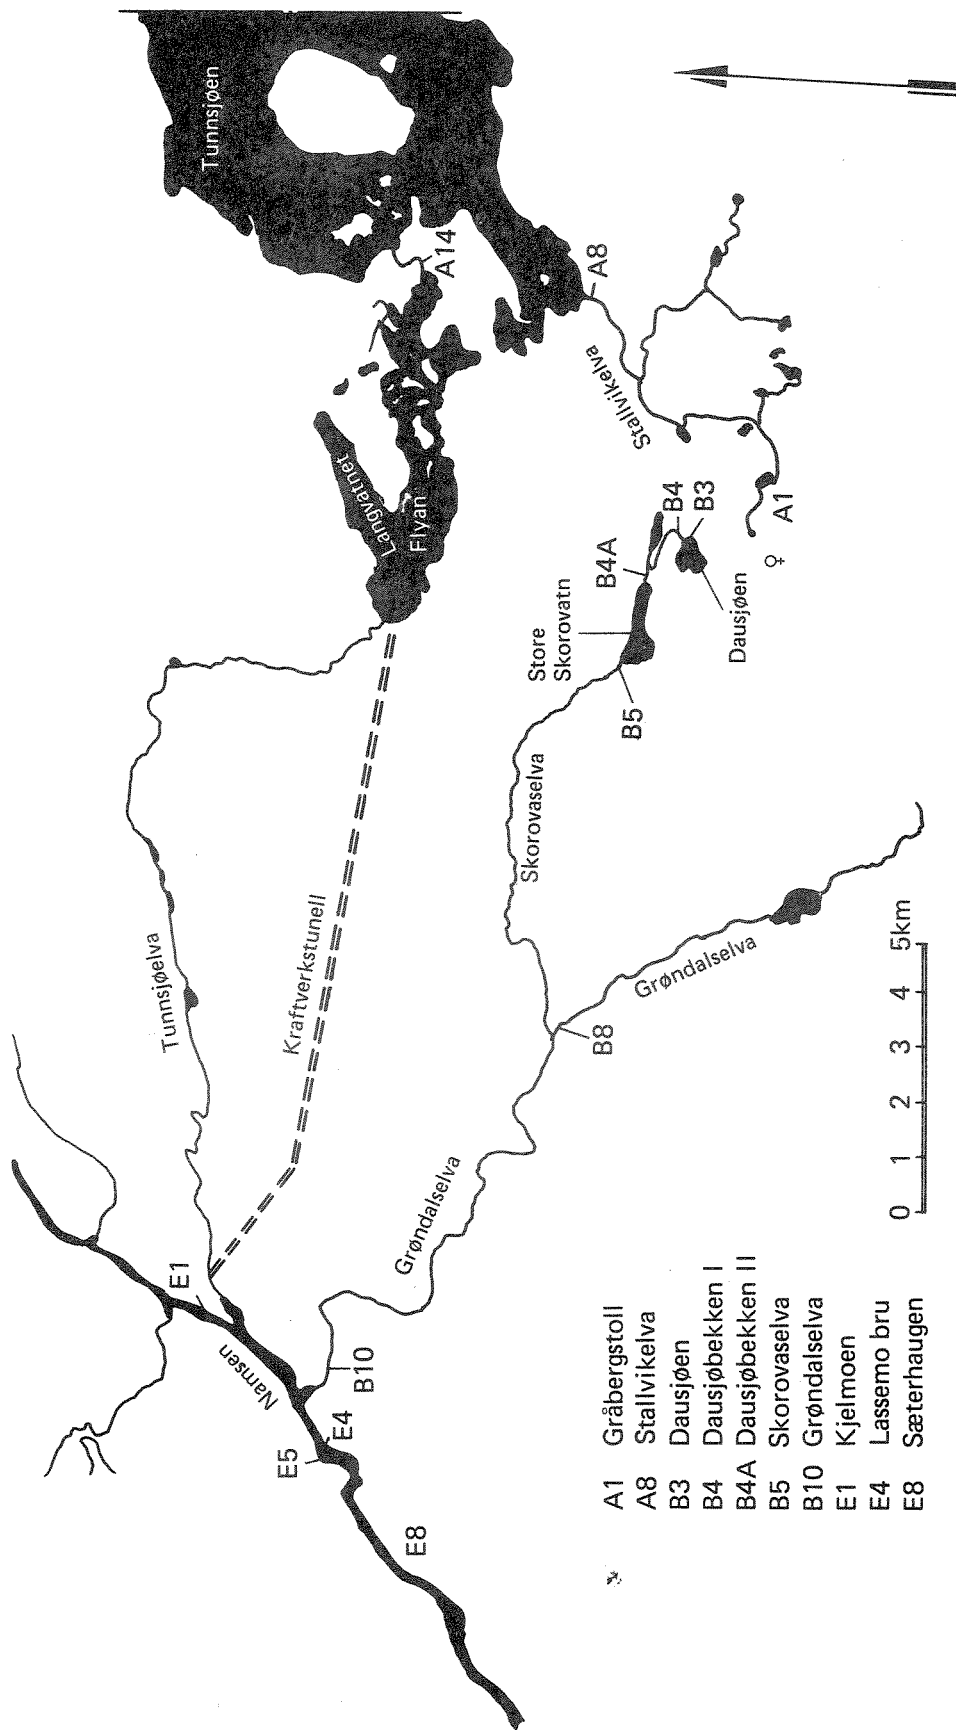 Tunnsjøen
A14
A8
Stallvikelva
Langvatnet
Flyan
A1
B4
B3
B4A
Dausjøen
Store
Skorovatn
B5
Skorovaselva
Tunnsjøelva
Kraftverkstunell
Grøndalselva
B8
Grøndalselva
E1
Namsen
B10
E4
E5
E8
0 1 2 3 4 5km
A1 Gråbergstoll
A8 Stallvikelva
B3 Dausjøen
B4 Dausjøbekken I
B4A Dausjøbekken II
B5 Skorovaselva
B10 Grøndalselva
E1 Kjelmoen
E4 Lassemo bru
E8 Sæterhaugen